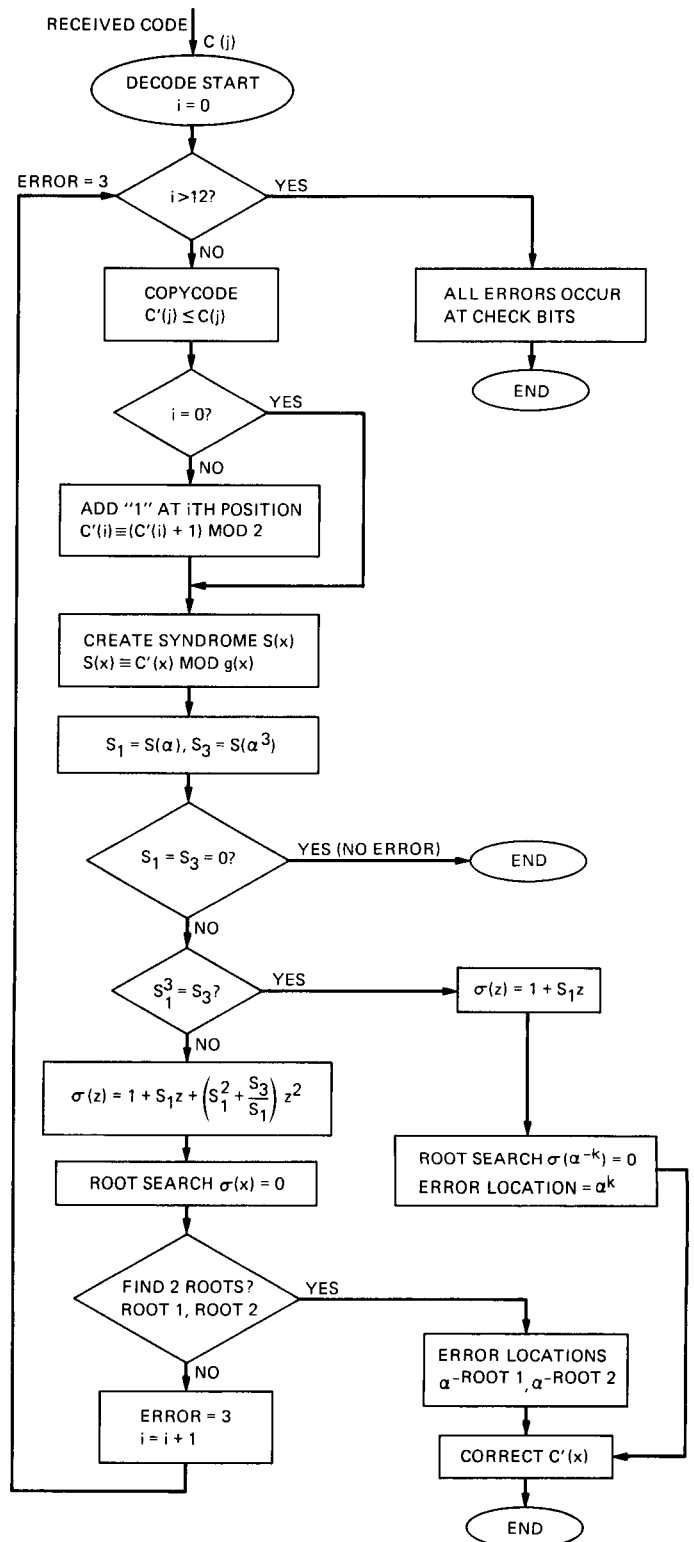 RECEIVED CODE
C (j)
DECODE START
i = 0
ERROR = 3
i > 12?
YES
NO
COPYCODE
C'(j) ≤ C(j)
ALL ERRORS OCCUR
AT CHECK BITS
END
i = 0?
YES
NO
ADD "1" AT iTH POSITION
C'(i) ≡ (C'(i) + 1) MOD 2
CREATE SYNDROME S(x)
S(x) ≡ C'(x) MOD g(x)
S₁ = S(α), S₃ = S(α³)
S₁ = S₃ = 0?
YES (NO ERROR)
END
NO
S₁³ = S₃?
YES
σ(z) = 1 + S₁z
NO
σ(z) = 1 + S₁z + (S₁² + S₃/S₁) z²
ROOT SEARCH σ(x) = 0
ROOT SEARCH σ(α⁻ᵏ) = 0
ERROR LOCATION = αᵏ
FIND 2 ROOTS?
ROOT 1, ROOT 2
YES
NO
ERROR LOCATIONS
α⁻ROOT 1, α⁻ROOT 2
ERROR = 3
i = i + 1
CORRECT C'(x)
END